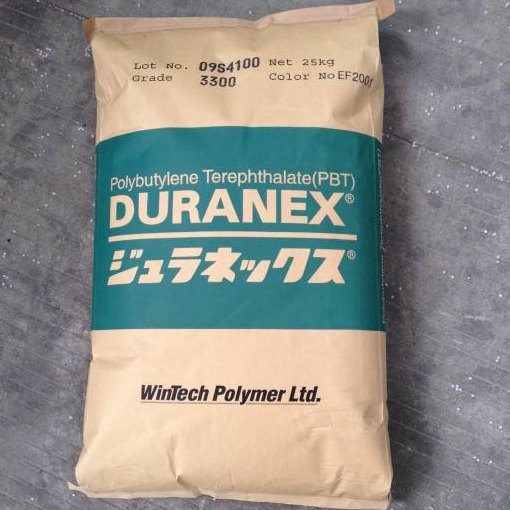 Lot No. 09S4100 Net 25kg
Grade 3300 Color No EF2001
Polybutylene Terephthalate(PBT)
DURANEX®
ジュラネックス®
WinTech Polymer Ltd.